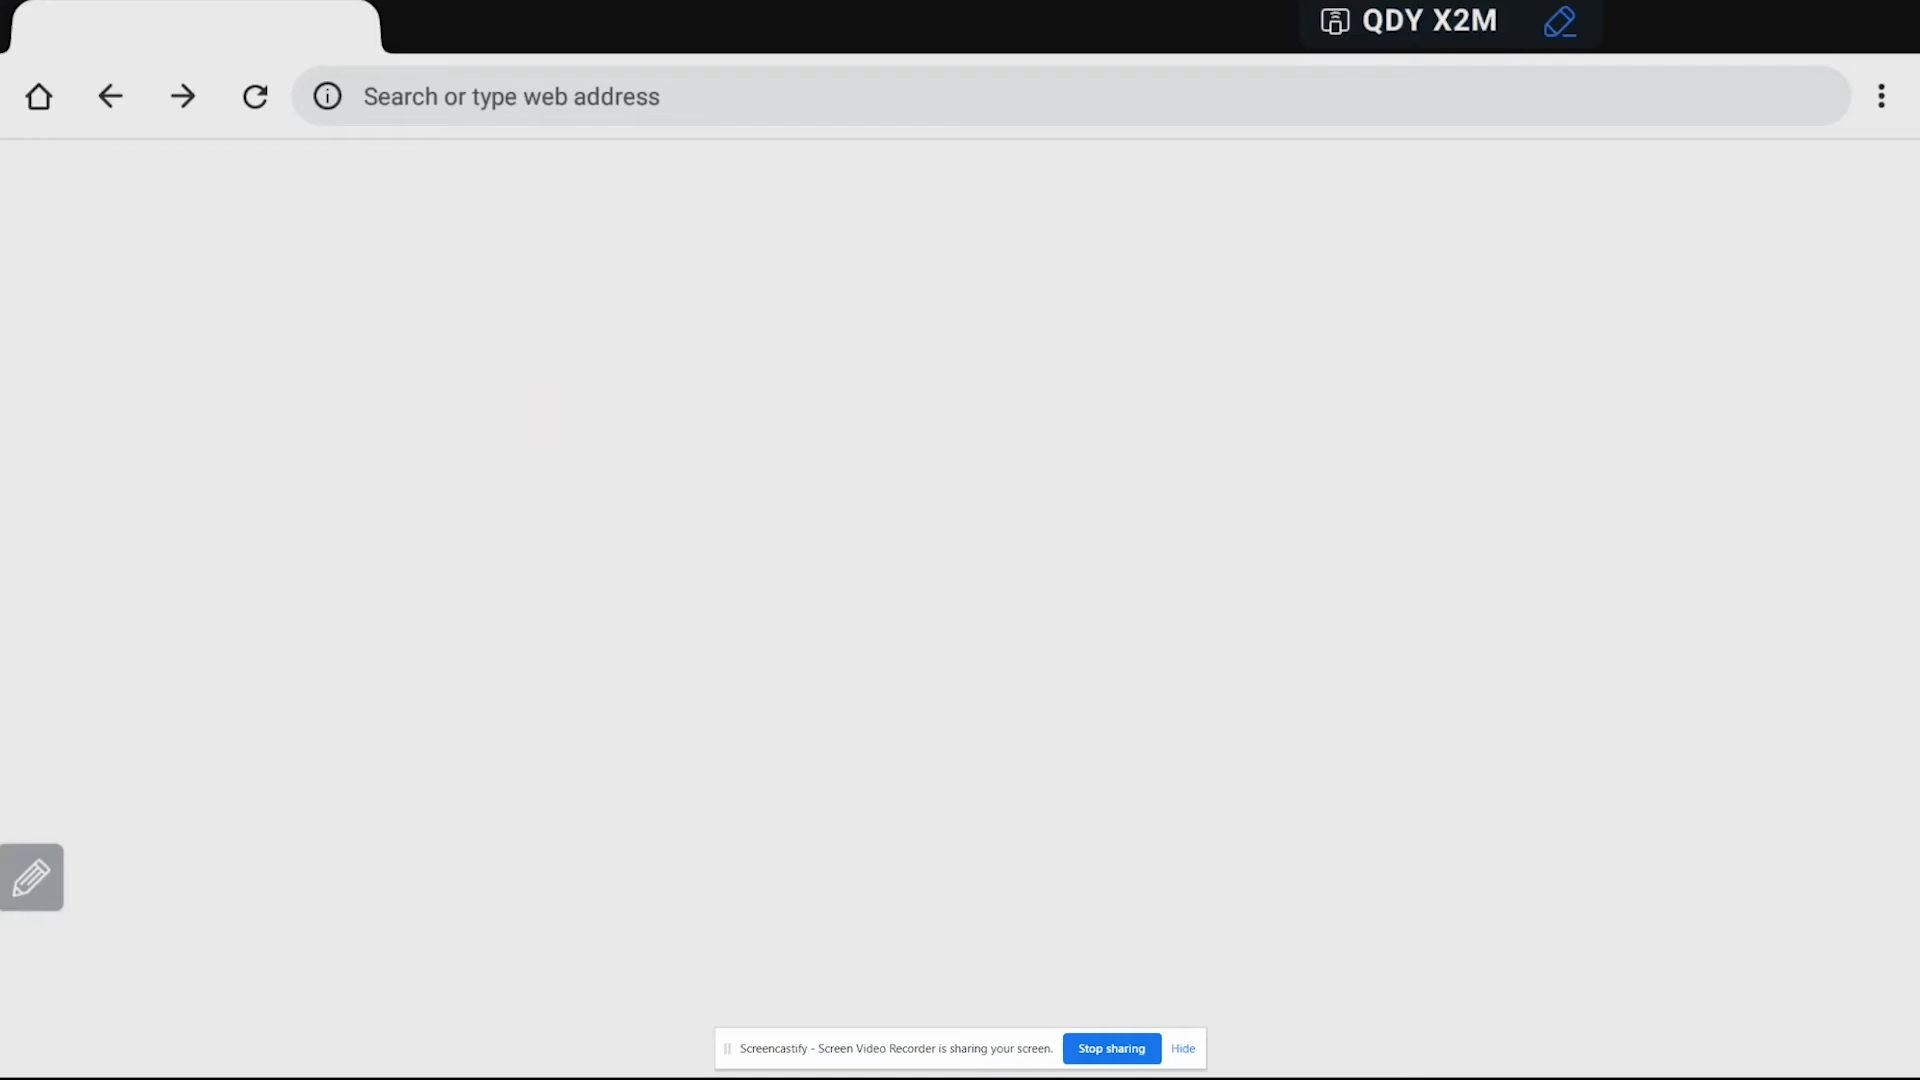 QDY X2M
Search or type web address
Screencastify - Screen Video Recorder is sharing your screen. Stop sharing Hide